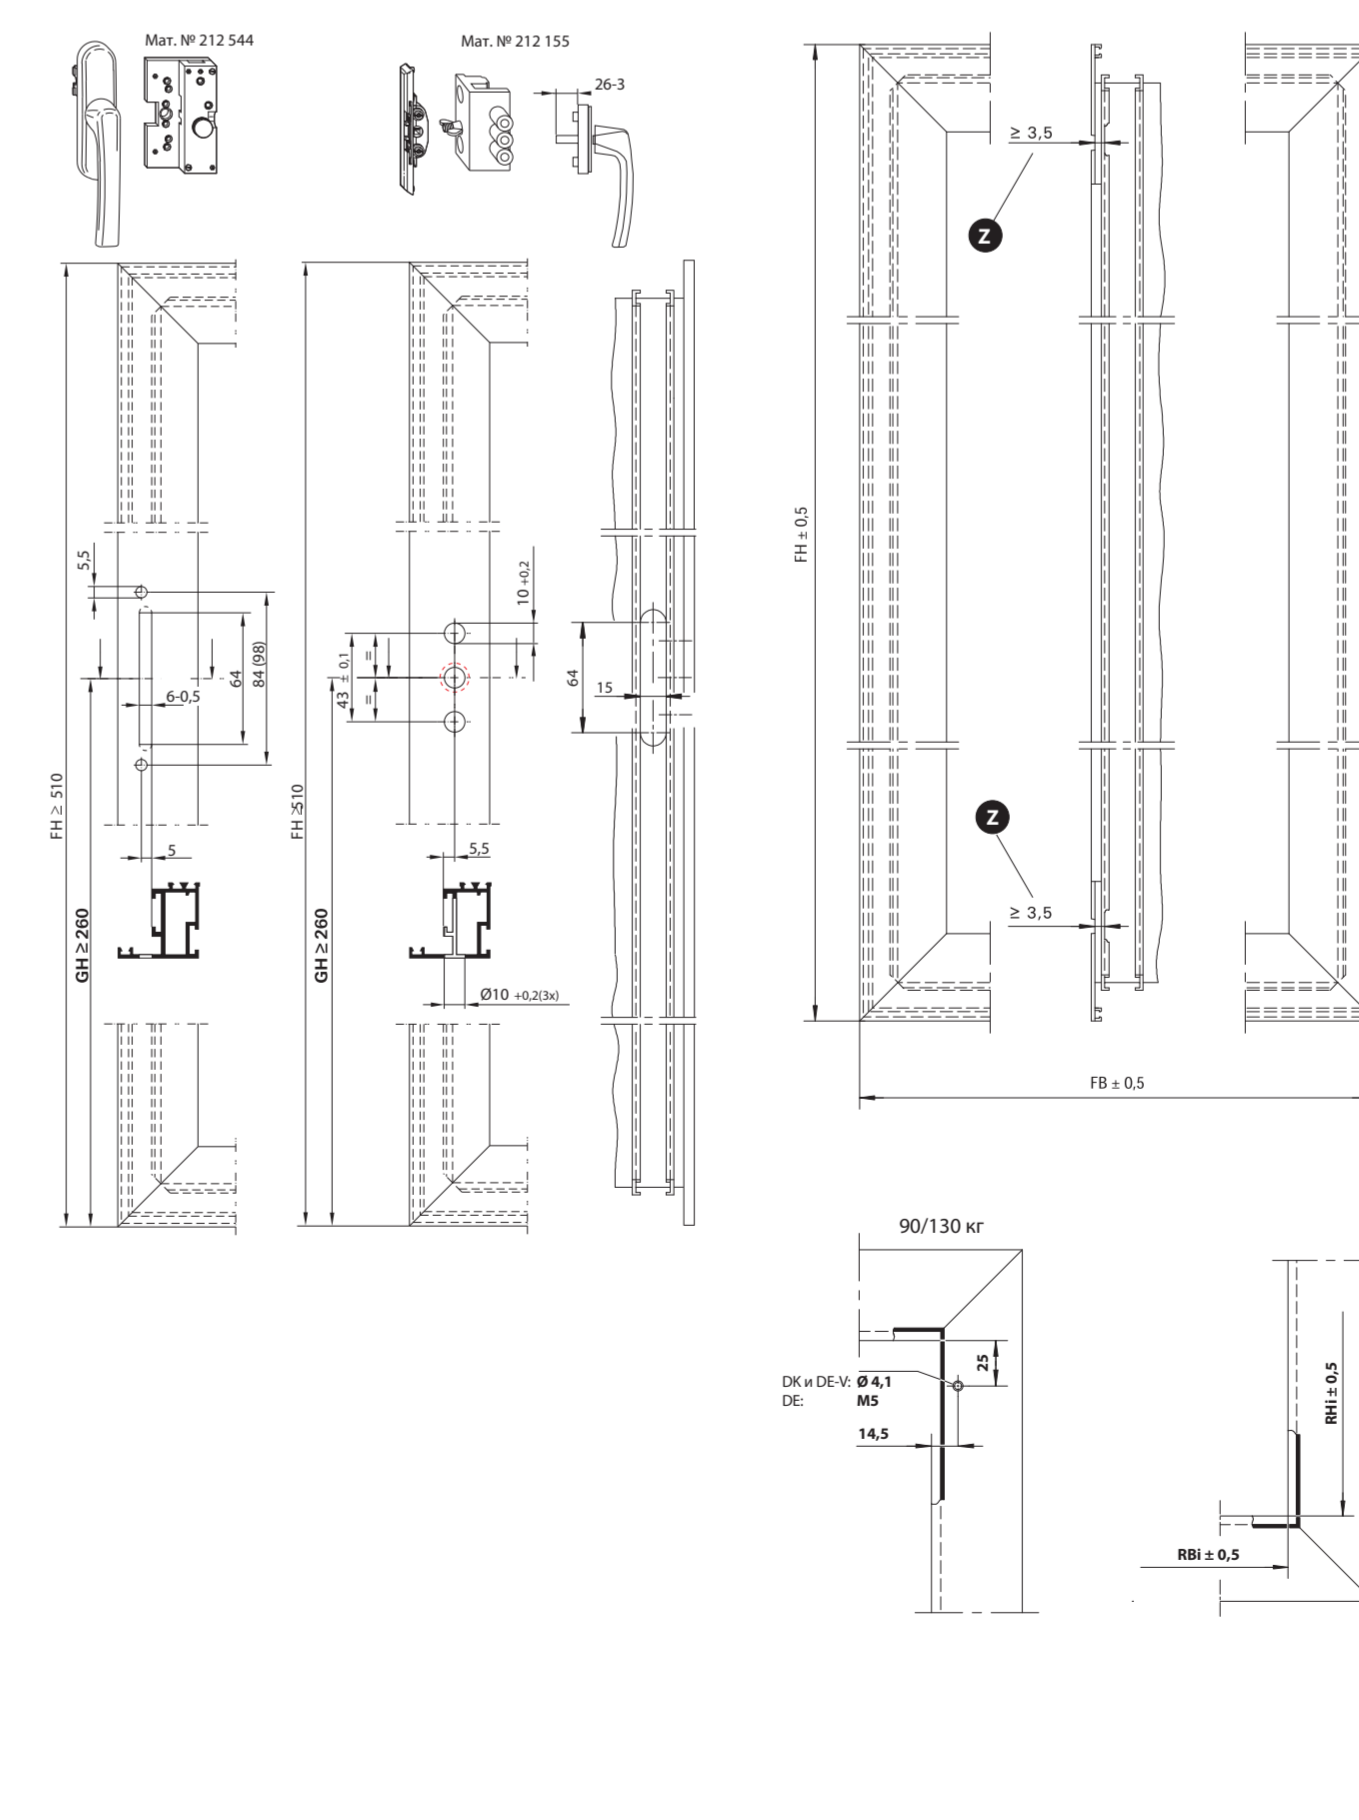 Мат. № 212 544
Мат. № 212 155
26-3
≥ 3,5
Z
FH ± 0,5
5,5
10 +0,2
43 ± 0,1
=
=
64
84 (98)
6-0,5
64
15
FH ≥ 510
FH ≥510
Z
5
5,5
≥ 3,5
GH ≥ 260
GH ≥ 260
Ø10 +0,2(3x)
FB ± 0,5
90/130 кг
25
DK и DE-V: Ø 4,1
DE: M5
14,5
RHi ± 0,5
RBi ± 0,5